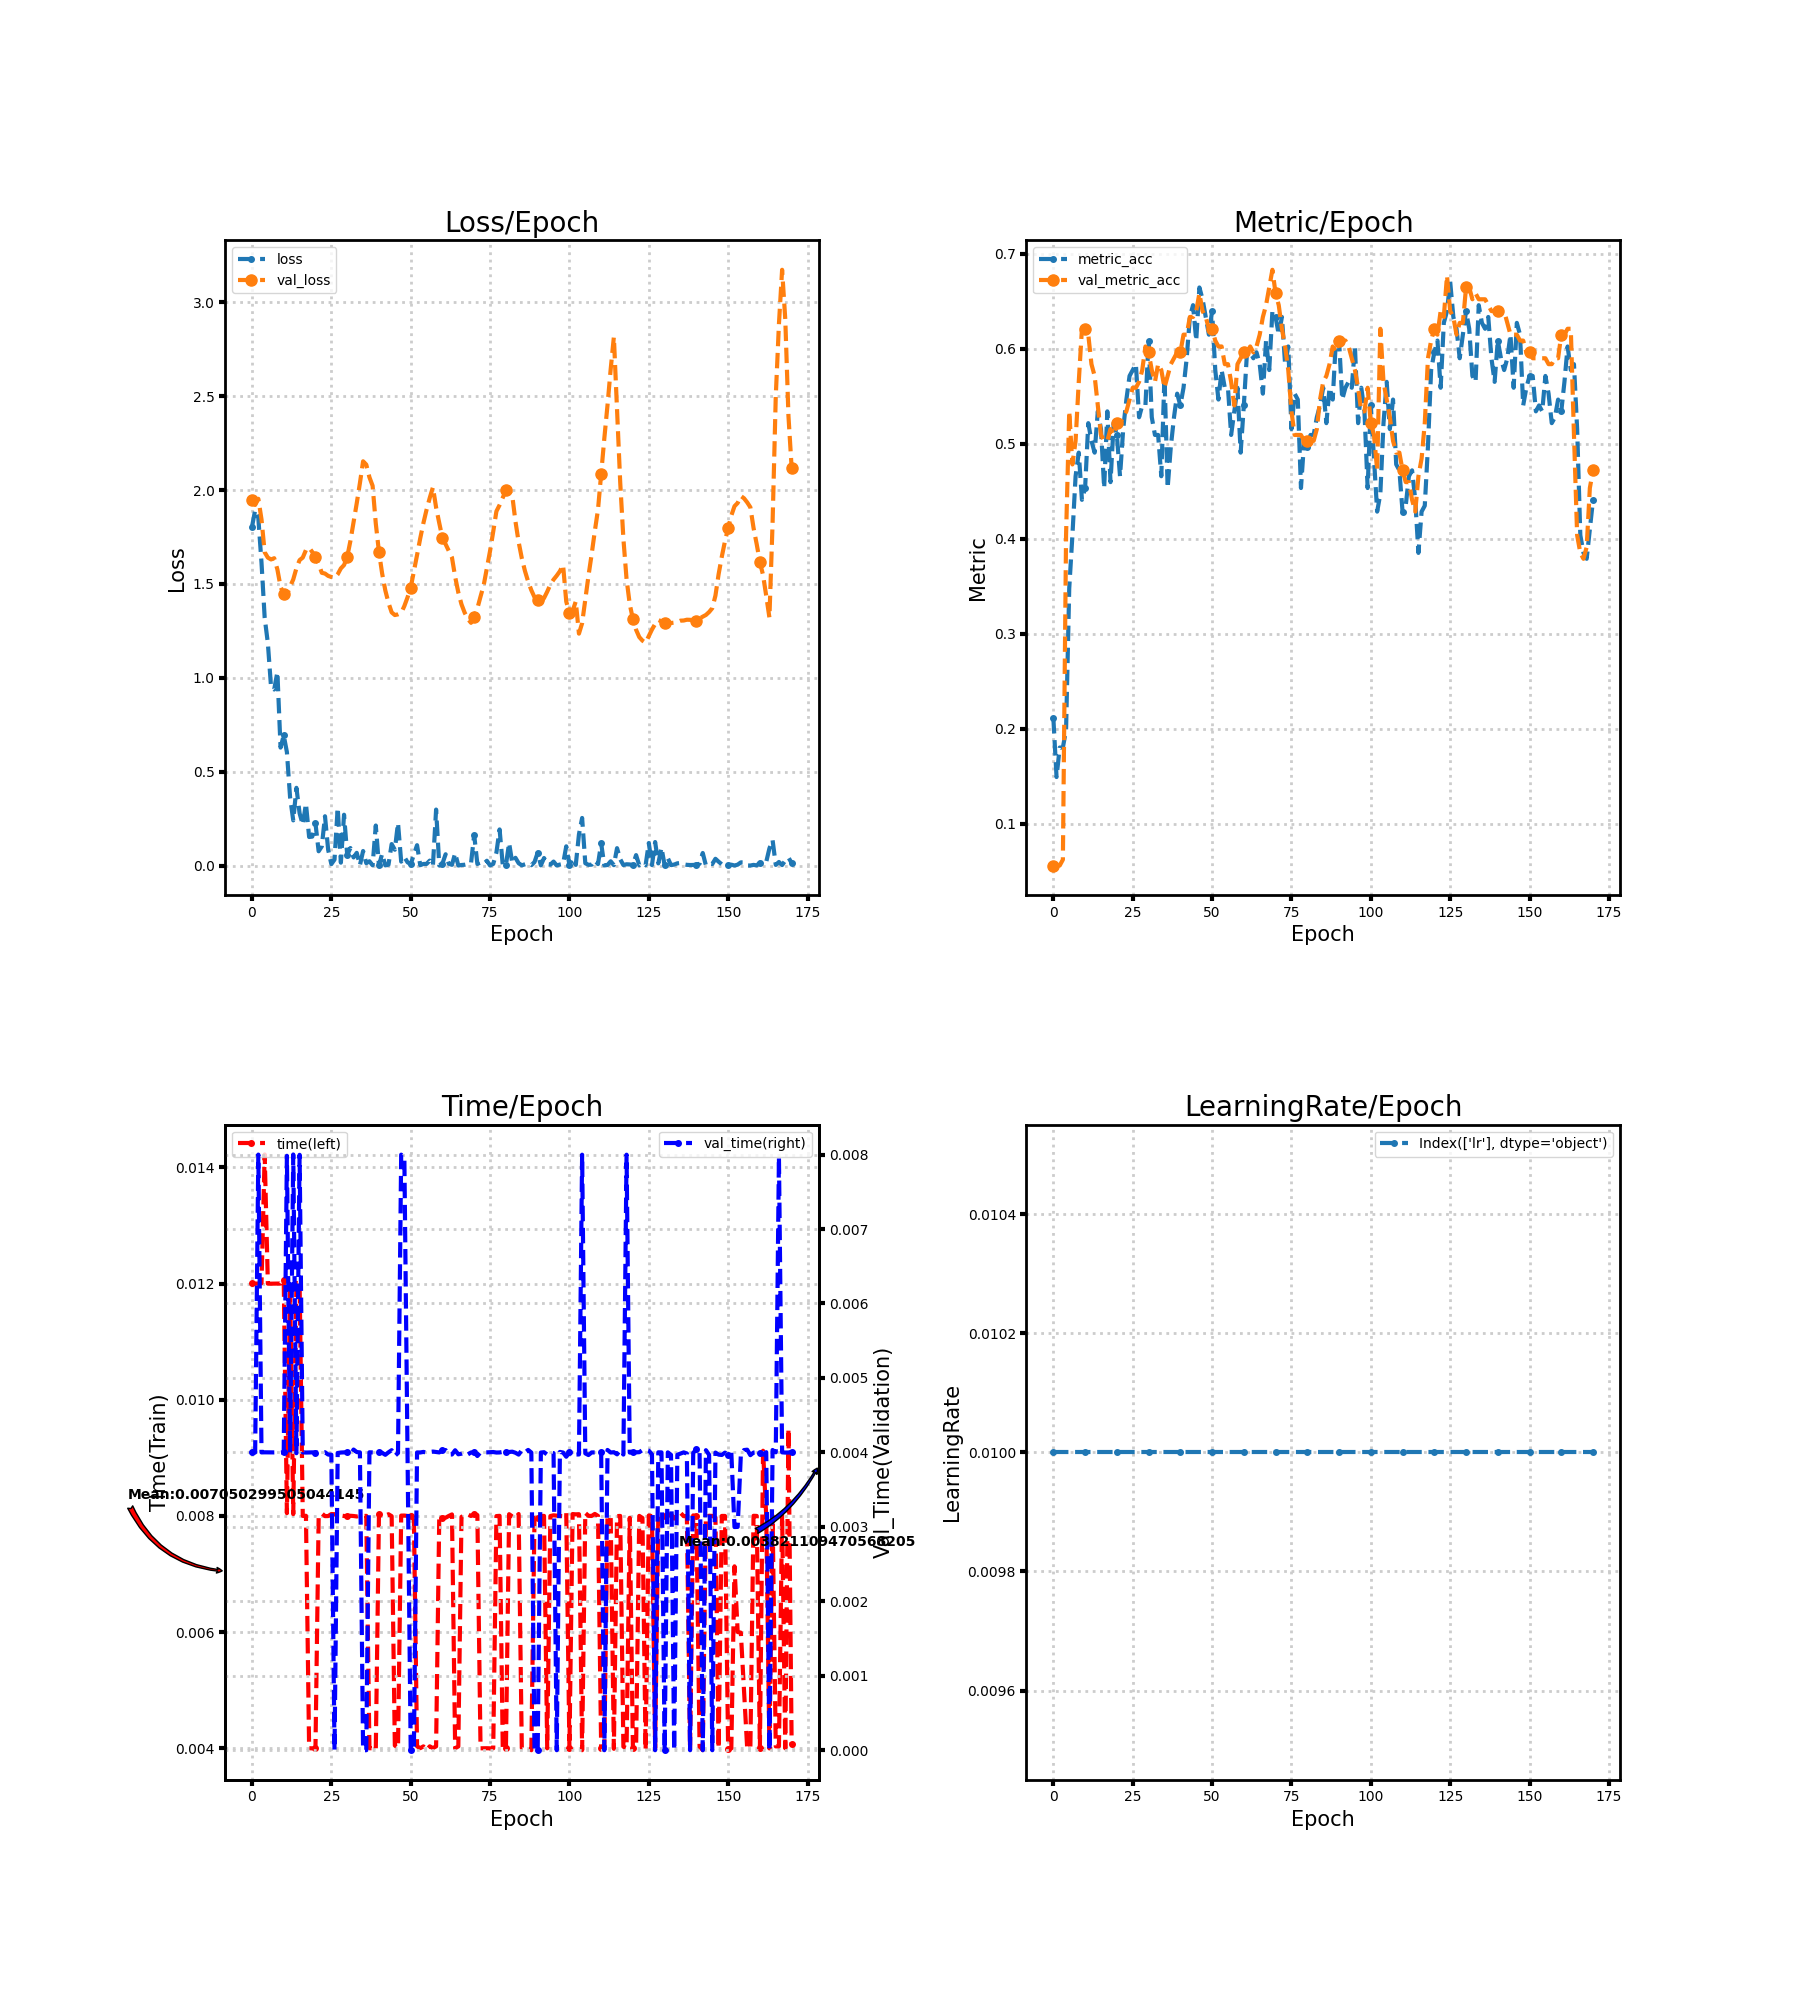 Loss/Epoch
loss
val_loss
3.0
2.5
2.0
1.5
1.0
0.5
0.0
Loss
0 25 50 75 100 125 150 175
Epoch
Metric/Epoch
metric_acc
val_metric_acc
0.7
0.6
0.5
0.4
0.3
0.2
0.1
Metric
0 25 50 75 100 125 150 175
Epoch
Time/Epoch
time(left)
val_time(right)
0.014
0.012
0.010
0.008
0.006
0.004
Time(Train)
0.008
0.007
0.006
0.005
0.004
0.003
0.002
0.001
0.000
Val_Time(Validation)
Mean:0.007050299505044145
0 25 50 75 100 125 150 175
Epoch
LearningRate/Epoch
Index(['lr'], dtype='object')
0.0104
0.0102
0.0100
0.0098
0.0096
LearningRate
0 25 50 75 100 125 150 175
Epoch